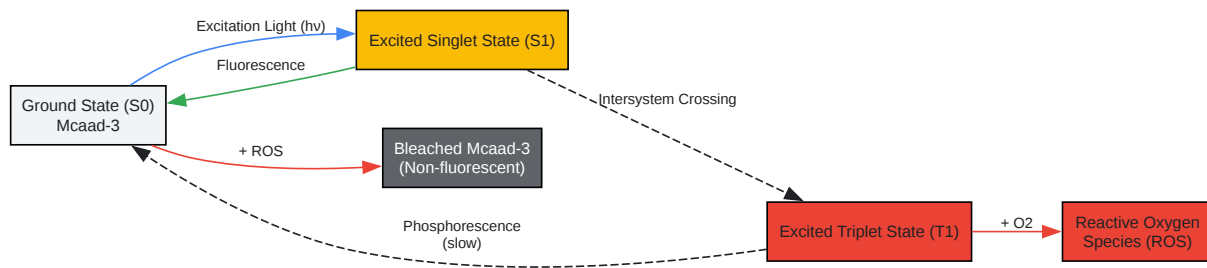 Excitation Light (hν)
Excited Singlet State (S1)
Fluorescence
Ground State (S0)
Mcaad-3
Intersystem Crossing
+ ROS
Bleached Mcaad-3
(Non-fluorescent)
Phosphorescence
(slow)
Excited Triplet State (T1)
+ O2
Reactive Oxygen
Species (ROS)